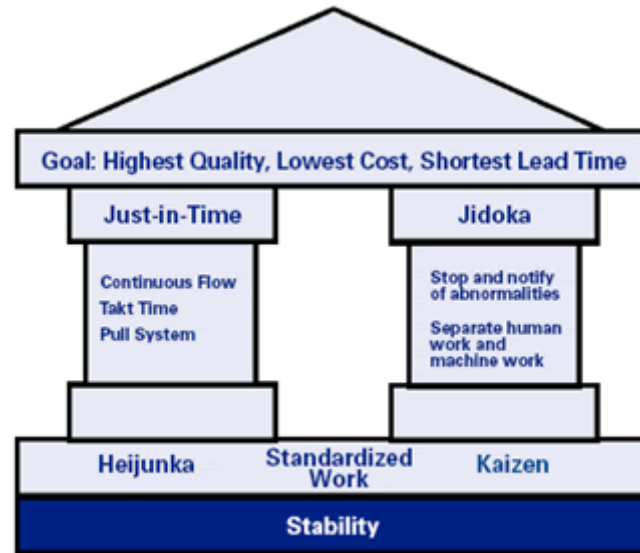 Goal: Highest Quality, Lowest Cost, Shortest Lead Time
Just-in-Time
Continuous Flow
Takt Time
Pull System
Jidoka
Stop and notify
of abnormalities
Separate human
work and
machine work
Heijunka
Standardized
Work
Kaizen
Stability